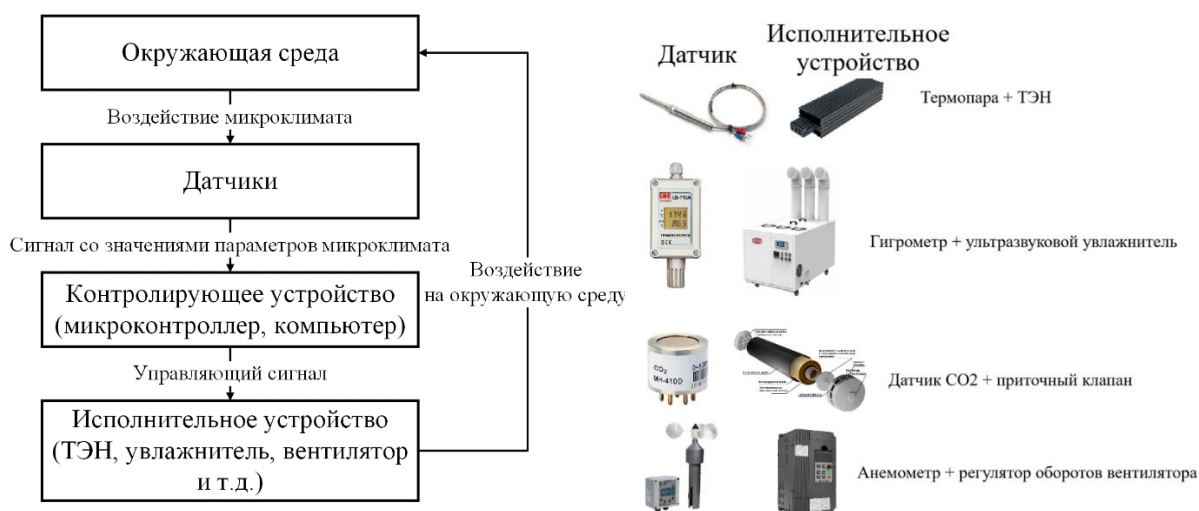 Окружающая среда
Воздействие микроклимата
Датчики
Сигнал со значениями параметров микроклимата
Контролирующее устройство
(микроконтроллер, компьютер)
Управляющий сигнал
Исполнительное устройство
(ТЭН, увлажнитель, вентилятор
и т.д.)
Воздействие
на окружающую среду
Датчик
Исполнительное
устройство
Термопара + ТЭН
Гигрометр + ультразвуковой увлажнитель
CO₂
MH-410D
Датчик CO2 + приточный клапан
Анемометр + регулятор оборотов вентилятора